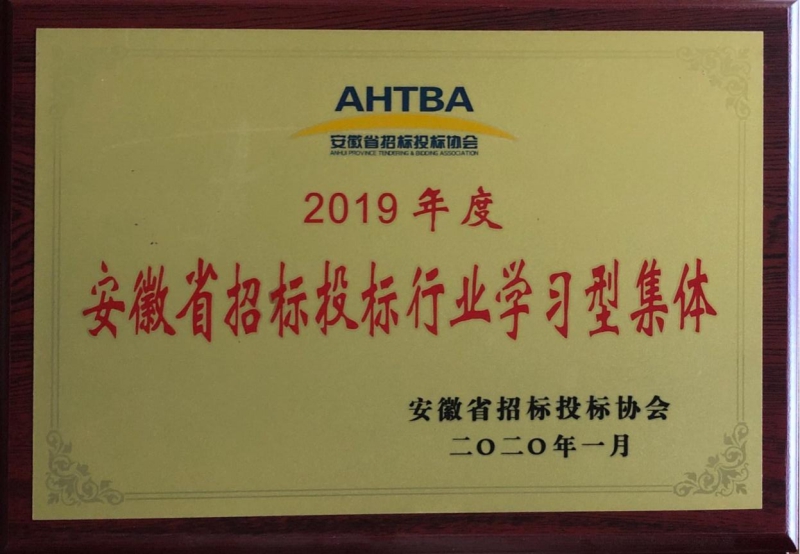 AHTBA
安徽省招标投标协会
ANHUI PROVINCE TENDERING & BIDDING ASSOCIATION
2019年度
安徽省招标投标行业学习型集体
安徽省招标投标协会
二〇二〇年一月